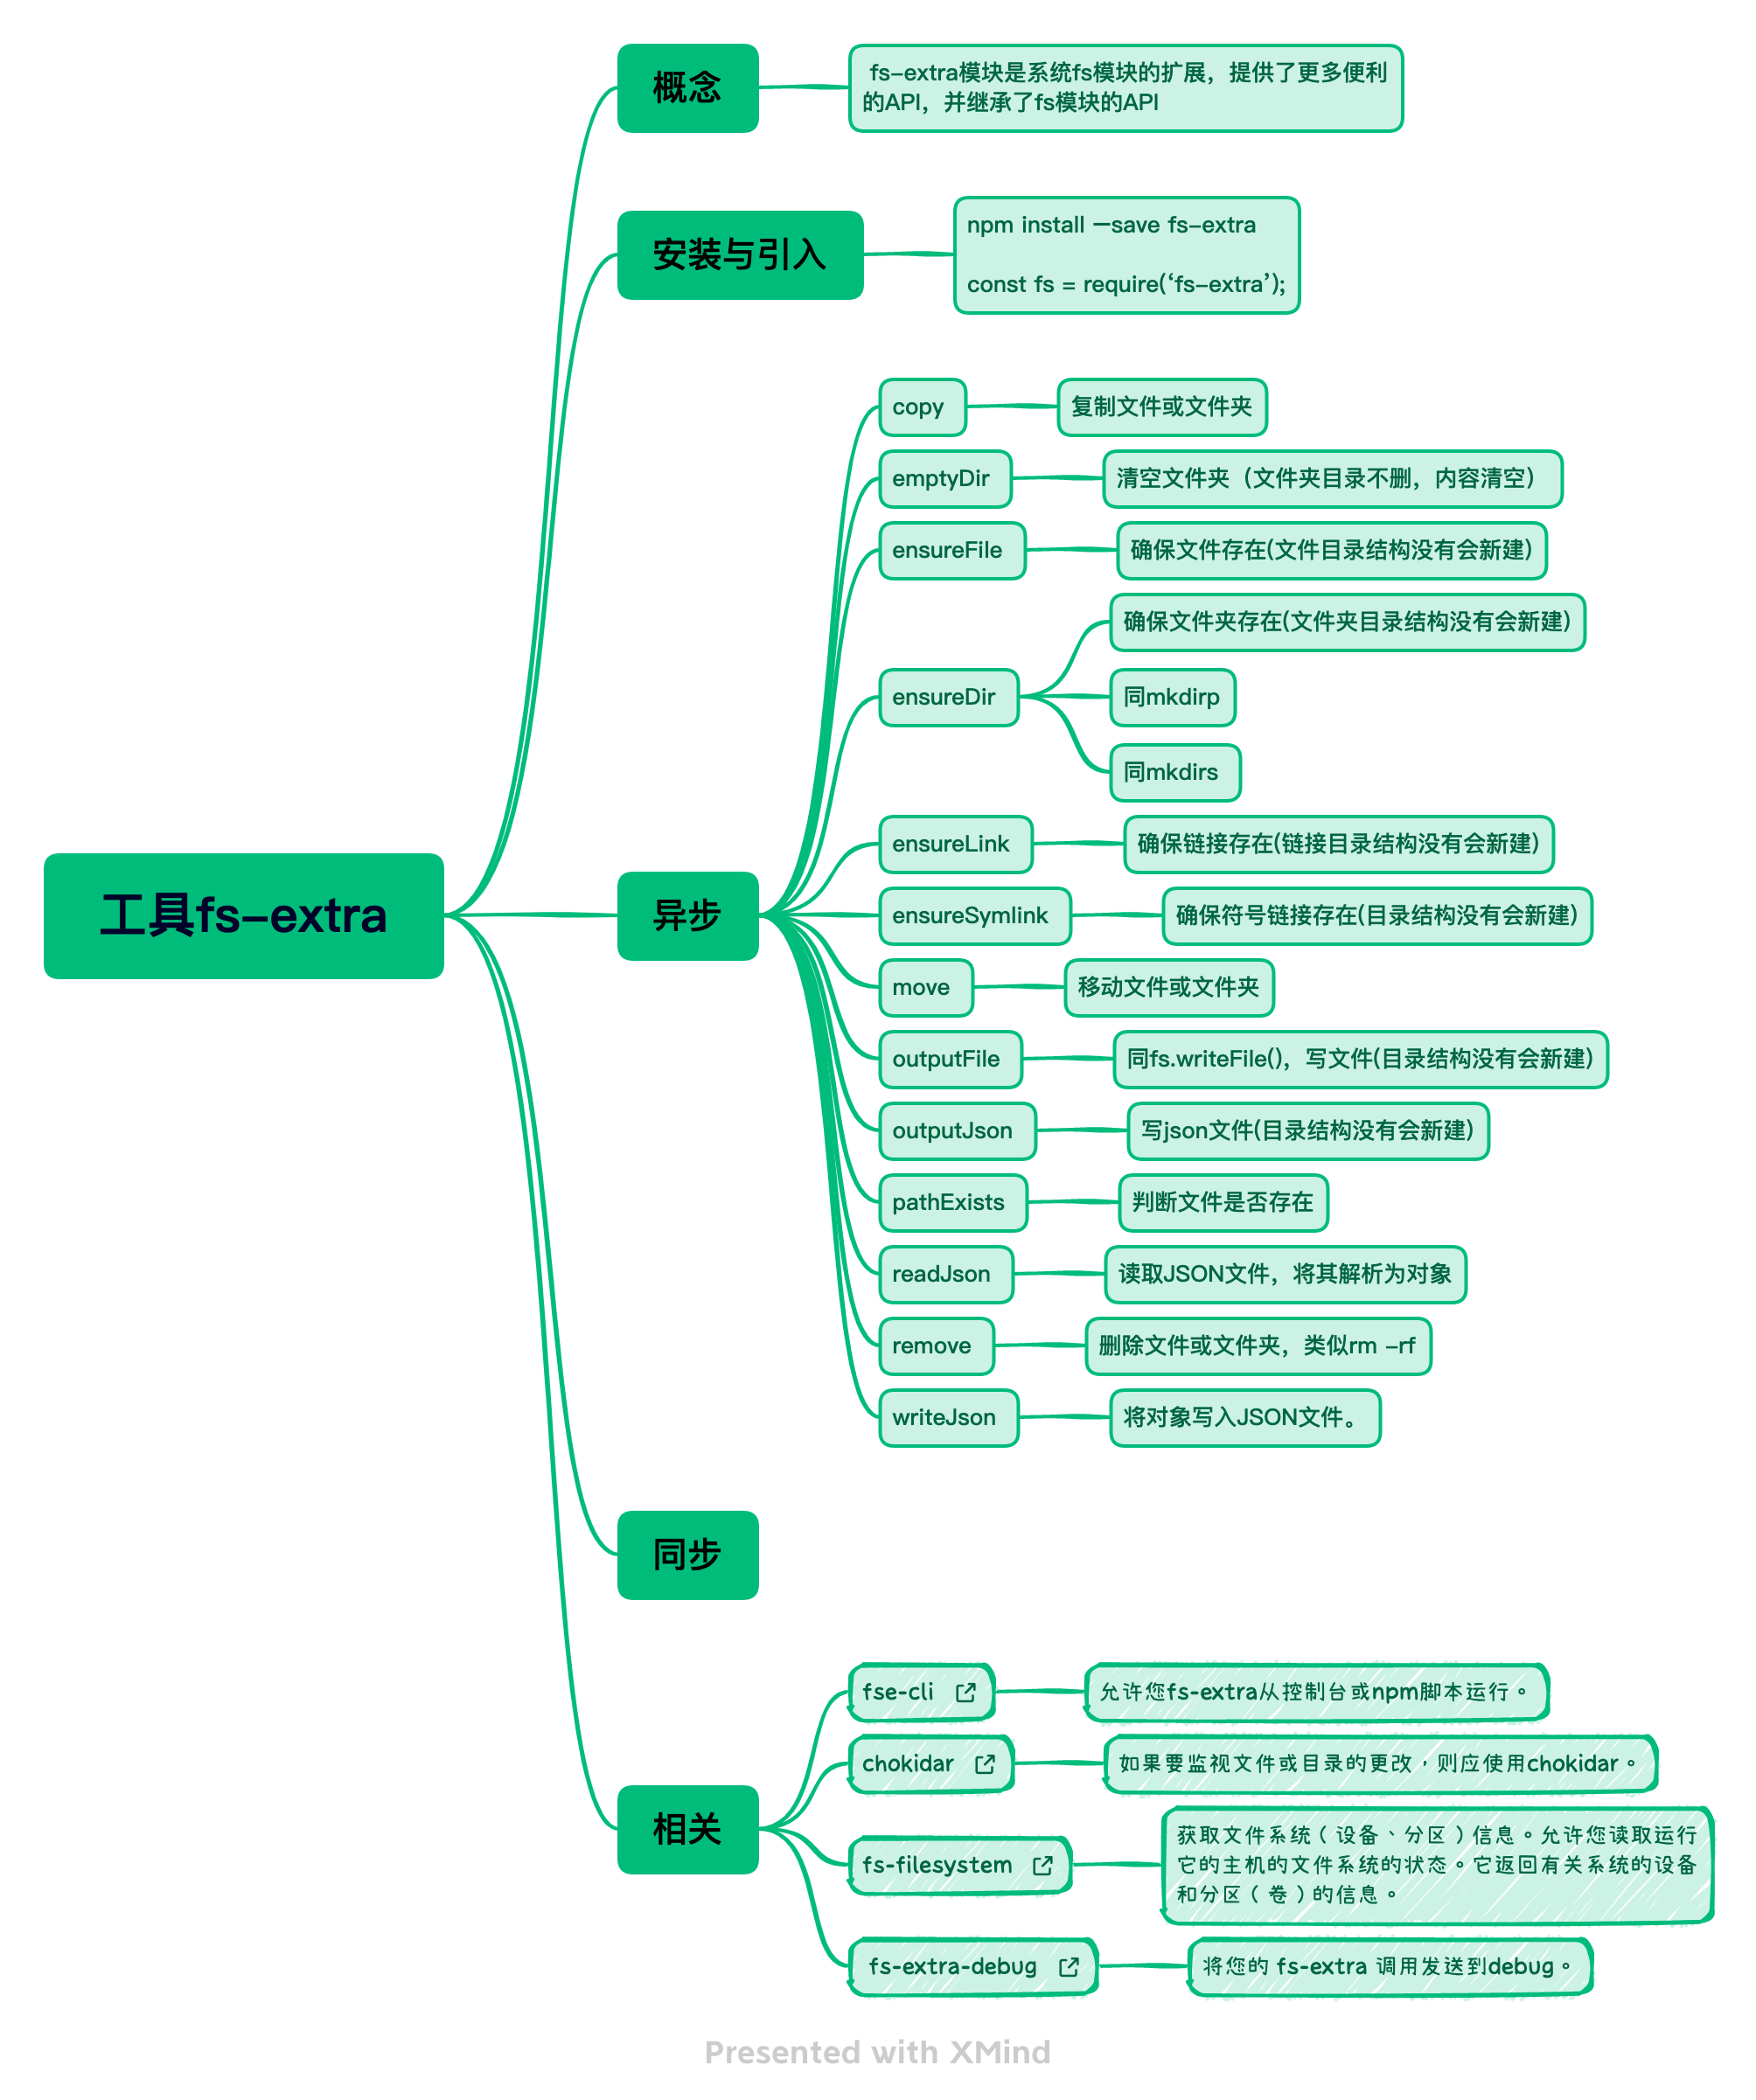 概念
fs-extra模块是系统fs模块的扩展，提供了更多便利
的API，并继承了fs模块的API
安装与引入
npm install —save fs-extra
const fs = require(‘fs-extra’);
工具fs-extra
异步
copy
复制文件或文件夹
emptyDir
清空文件夹（文件夹目录不删，内容清空）
ensureFile
确保文件存在(文件目录结构没有会新建)
ensureDir
确保文件夹存在(文件夹目录结构没有会新建)
同mkdirp
同mkdirs
ensureLink
确保链接存在(链接目录结构没有会新建)
ensureSymlink
确保符号链接存在(目录结构没有会新建)
move
移动文件或文件夹
outputFile
同fs.writeFile()，写文件(目录结构没有会新建)
outputJson
写json文件(目录结构没有会新建)
pathExists
判断文件是否存在
readJson
读取JSON文件，将其解析为对象
remove
删除文件或文件夹，类似rm -rf
writeJson
将对象写入JSON文件。
同步
相关
fse-cli
允许您fs-extra从控制台或npm脚本运行。
chokidar
如果要监视文件或目录的更改，则应使用chokidar。
fs-filesystem
获取文件系统（设备、分区）信息。允许您读取运行
它的主机的文件系统的状态。它返回有关系统的设备
和分区（卷）的信息。
fs-extra-debug
将您的 fs-extra 调用发送到debug。
Presented with XMind